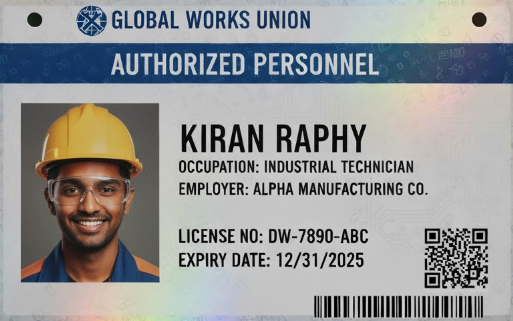 GLOBAL WORKS UNION
AUTHORIZED PERSONNEL
KIRAN RAPHY
OCCUPATION: INDUSTRIAL TECHNICIAN
EMPLOYER: ALPHA MANUFACTURING CO.
LICENSE NO: DW-7890-ABC
EXPIRY DATE: 12/31/2025